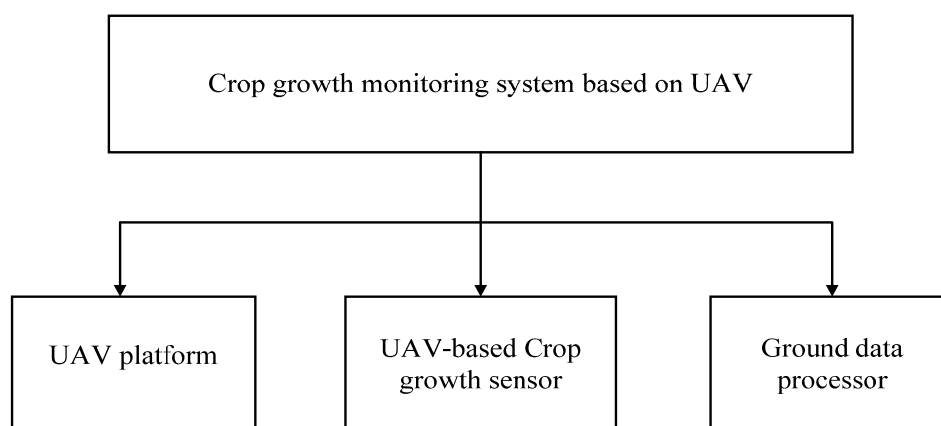 Crop growth monitoring system based on UAV
UAV platform
UAV-based Crop
growth sensor
Ground data
processor